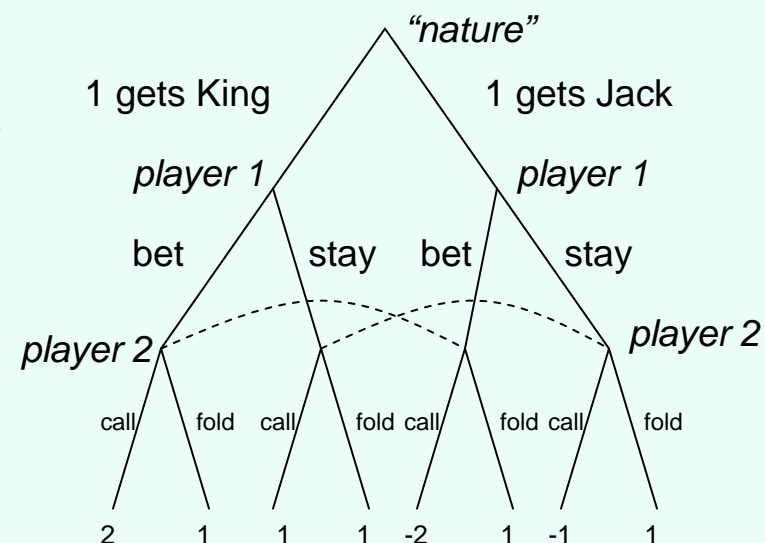 “nature”
1 gets King 1 gets Jack
player 1 player 1
bet stay bet stay
player 2 player 2
call fold call fold call fold call fold
2 1 1 1 -2 1 -1 1